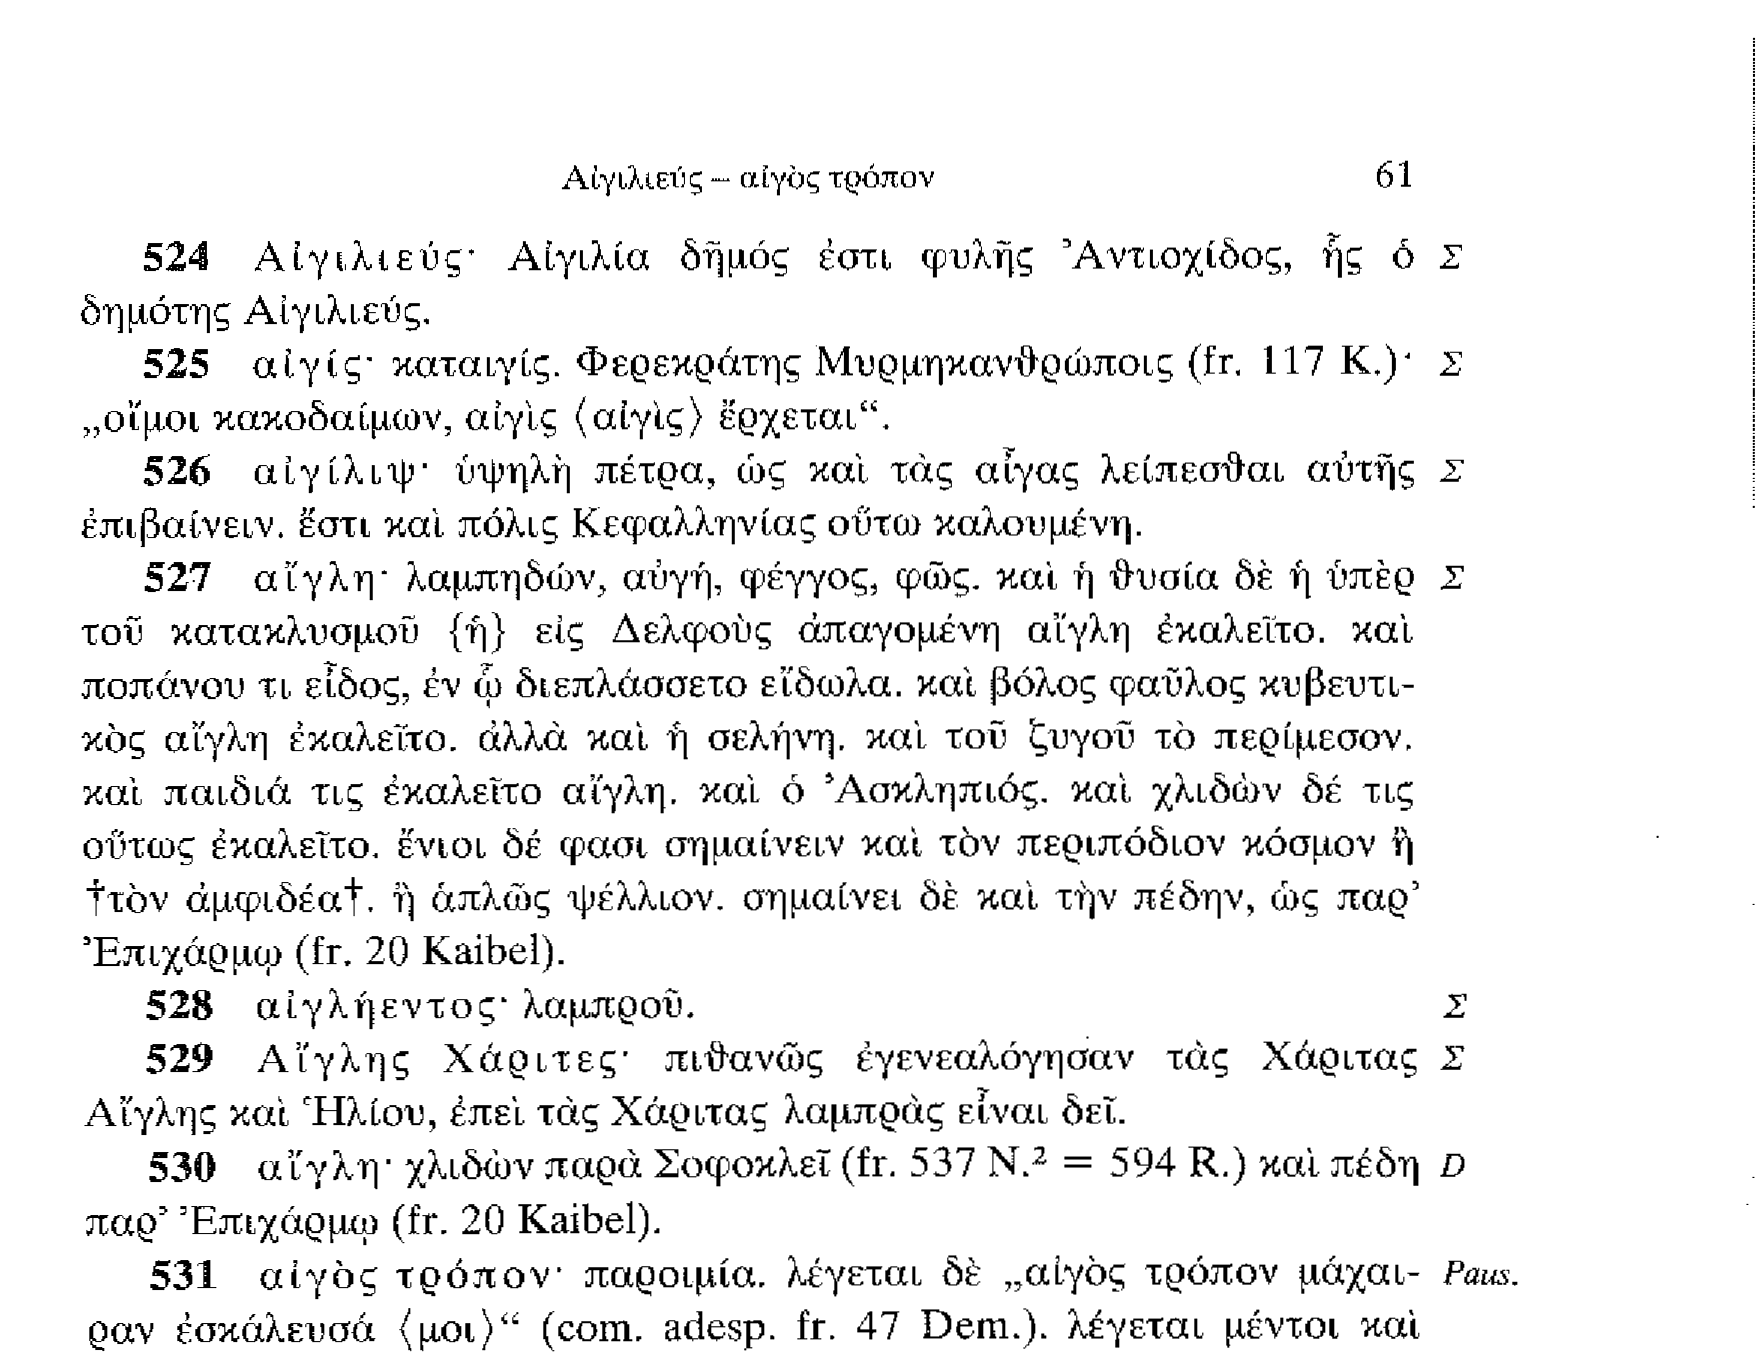 Αἰγιλιεύς – αἰγὸς τρόπον 61
524 Αἰγιλιεύς· Αἰγιλία δῆμός ἐστι φυλῆς Ἀντιοχίδος, ἧς ὁ Σ
δημότης Αἰγιλιεύς.
525 αἰγίς· καταιγίς. Φερεκράτης Μυρμηκανθρώποις (fr. 117 K.)· Σ
„οἴμοι κακοδαίμων, αἰγὶς ⟨αἰγὶς⟩ ἔρχεται“.
526 αἰγίλιψ· ὑψηλὴ πέτρα, ὡς καὶ τὰς αἶγας λείπεσθαι αὐτῆς Σ
ἐπιβαίνειν. ἔστι καὶ πόλις Κεφαλληνίας οὕτω καλουμένη.
527 αἴγλη· λαμπηδών, αὐγή, φέγγος, φῶς. καὶ ἡ θυσία δὲ ἡ ὑπὲρ Σ
τοῦ κατακλυσμοῦ {ἡ} εἰς Δελφοὺς ἀπαγομένη αἴγλη ἐκαλεῖτο. καὶ
ποπάνου τι εἶδος, ἐν ᾧ διεπλάσσετο εἴδωλα. καὶ βόλος φαῦλος κυβευτι-
κὸς αἴγλη ἐκαλεῖτο. ἀλλὰ καὶ ἡ σελήνη. καὶ τοῦ ζυγοῦ τὸ περίμεσον.
καὶ παιδιά τις ἐκαλεῖτο αἴγλη. καὶ ὁ Ἀσκληπιός. καὶ χλιδὼν δέ τις
οὕτως ἐκαλεῖτο. ἔνιοι δέ φασι σημαίνειν καὶ τὸν περιπόδιον κόσμον ἢ
†τὸν ἀμφιδέα†. ἢ ἁπλῶς ψέλλιον. σημαίνει δὲ καὶ τὴν πέδην, ὡς παρ’
Ἐπιχάρμῳ (fr. 20 Kaibel).
528 αἰγλήεντος· λαμπροῦ. Σ
529 Αἴγλης Χάριτες· πιθανῶς ἐγενεαλόγησαν τὰς Χάριτας Σ
Αἴγλης καὶ Ἡλίου, ἐπεὶ τὰς Χάριτας λαμπρὰς εἶναι δεῖ.
530 αἴγλη· χλιδὼν παρὰ Σοφοκλεῖ (fr. 537 N.² = 594 R.) καὶ πέδη D
παρ’ Ἐπιχάρμῳ (fr. 20 Kaibel).
531 αἰγὸς τρόπον· παροιμία. λέγεται δὲ „αἰγὸς τρόπον μάχαι- Paus.
ραν ἐσκάλευσά ⟨μοι⟩“ (com. adesp. fr. 47 Dem.). λέγεται μέντοι καὶ